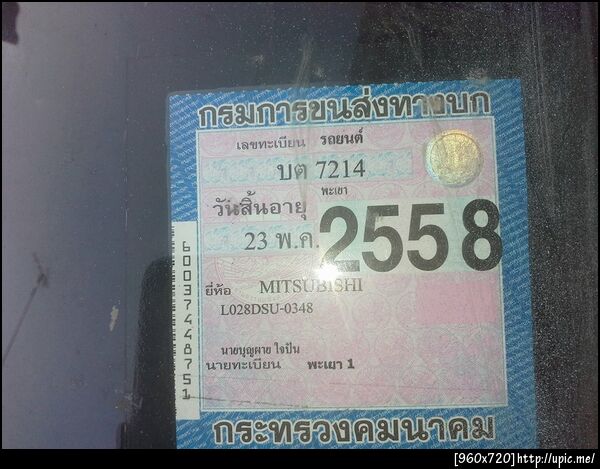 กรมการขนส่งทางบก
เลขทะเบียน รถยนต์
บต 7214
พะเยา
วันสิ้นอายุ
23 พ.ค. 2558
ยี่ห้อ MITSUBISHI
L028DSU-0348
นายบุญผาย ใจปัน
นายทะเบียน พะเยา 1
กระทรวงคมนาคม
60037448751
[960x720]http://upic.me/